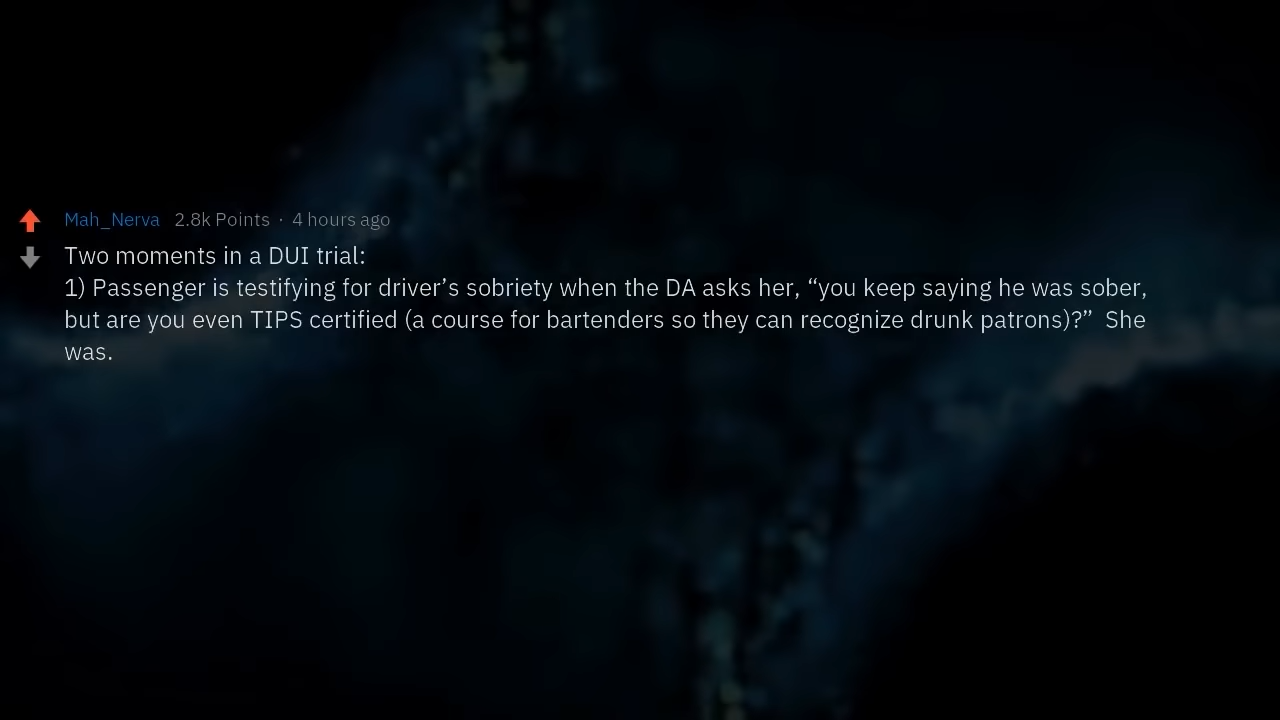 Mah_Nerva 2.8k Points · 4 hours ago
Two moments in a DUI trial:
1) Passenger is testifying for driver’s sobriety when the DA asks her, “you keep saying he was sober,
but are you even TIPS certified (a course for bartenders so they can recognize drunk patrons)?”  She
was.